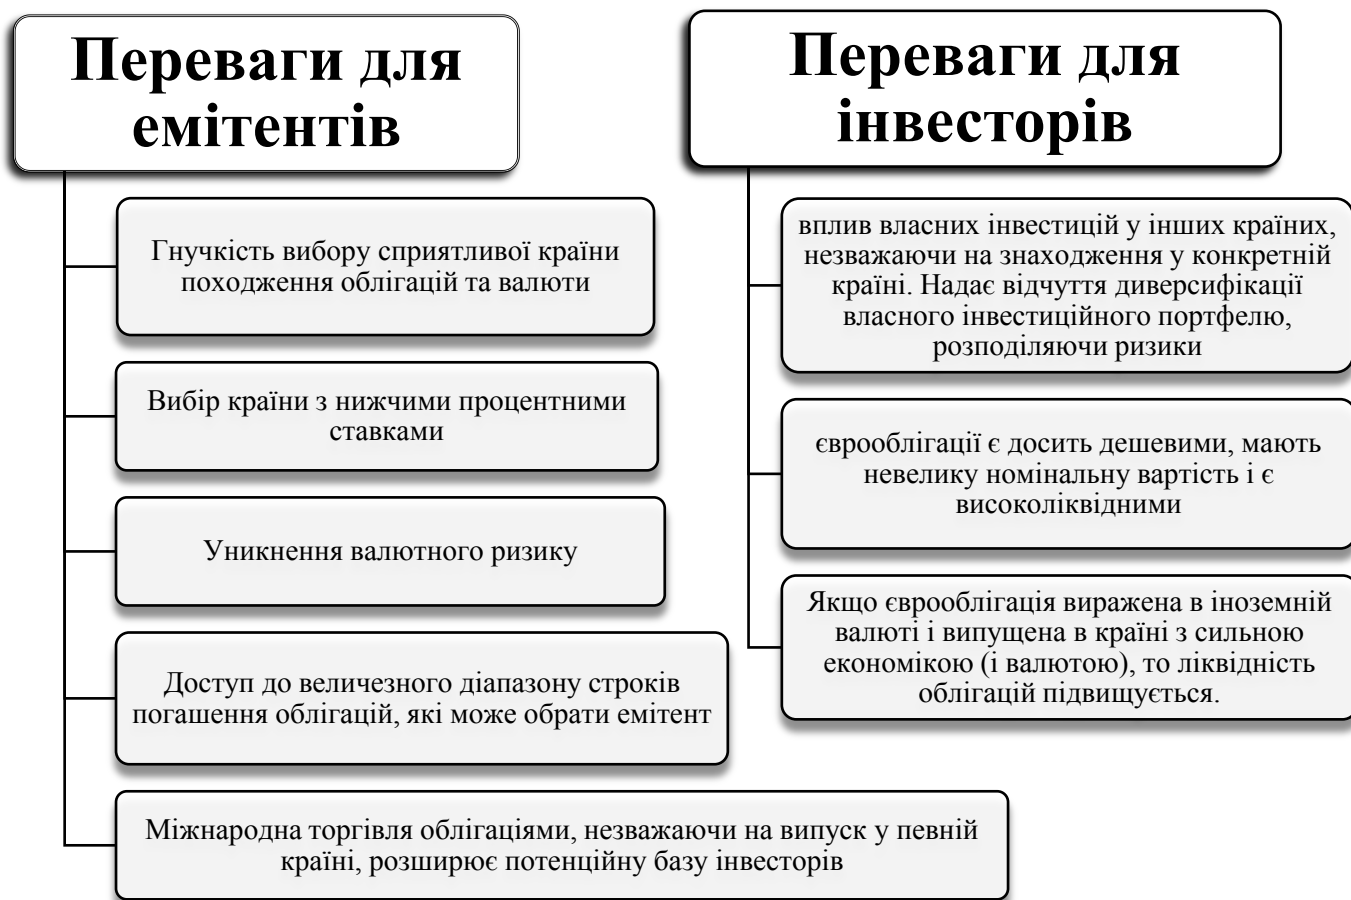 Переваги для
емітентів
Гнучкість вибору сприятливої країни
походження облігацій та валюти
Вибір країни з нижчими процентними
ставками
Уникнення валютного ризику
Доступ до величезного діапазону строків
погашення облігацій, які може обрати емітент
Міжнародна торгівля облігаціями, незважаючи на випуск у певній
країні, розширює потенційну базу інвесторів
Переваги для
інвесторів
вплив власних інвестицій у інших країних,
незважаючи на знаходження у конкретній
країні. Надає відчуття диверсифікації
власного інвестиційного портфелю,
розподіляючи ризики
єврооблігації є досить дешевими, мають
невелику номінальну вартість і є
високоліквідними
Якщо єврооблігація виражена в іноземній
валюті і випущена в країні з сильною
економікою (і валютою), то ліквідність
облігацій підвищується.